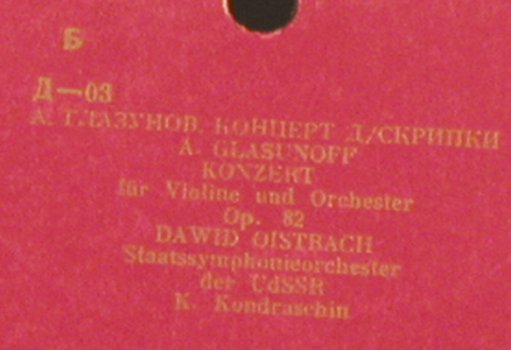 Б
Д—03
А. ГЛАЗУНОВ. КОНЦЕРТ Д/СКРИПКИ
A. GLASUNOFF
KONZERT
für Violine und Orchester
Op. 82
DAWID OISTRACH
Staatssymphonieorchester
der UdSSR
K. Kondraschin